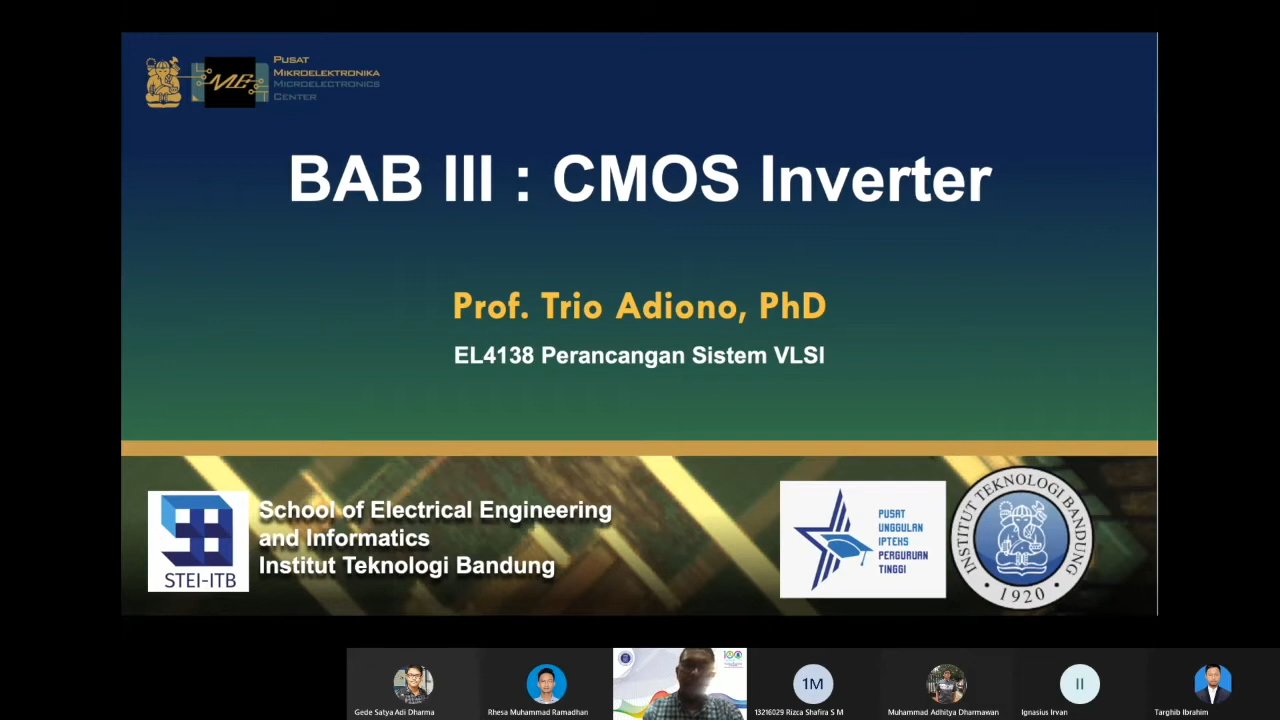 PUSAT
MIKROELEKTRONIKA
MICROELECTRONICS
CENTER
BAB III : CMOS Inverter
Prof. Trio Adiono, PhD
EL4138 Perancangan Sistem VLSI
STEI-ITB
School of Electrical Engineering
and Informatics
Institut Teknologi Bandung
PUSAT
UNGGULAN
IPTEKS
PERGURUAN
TINGGI
INSTITUT TEKNOLOGI BANDUNG
• 1920 •
1M
II
Gede Satya Adi Dharma
Rhesa Muhammad Ramadhan
13216029 Rizca Shafira S M
Muhammad Adhitya Dharmawan
Ignasius Irvan
Targhib Ibrahim